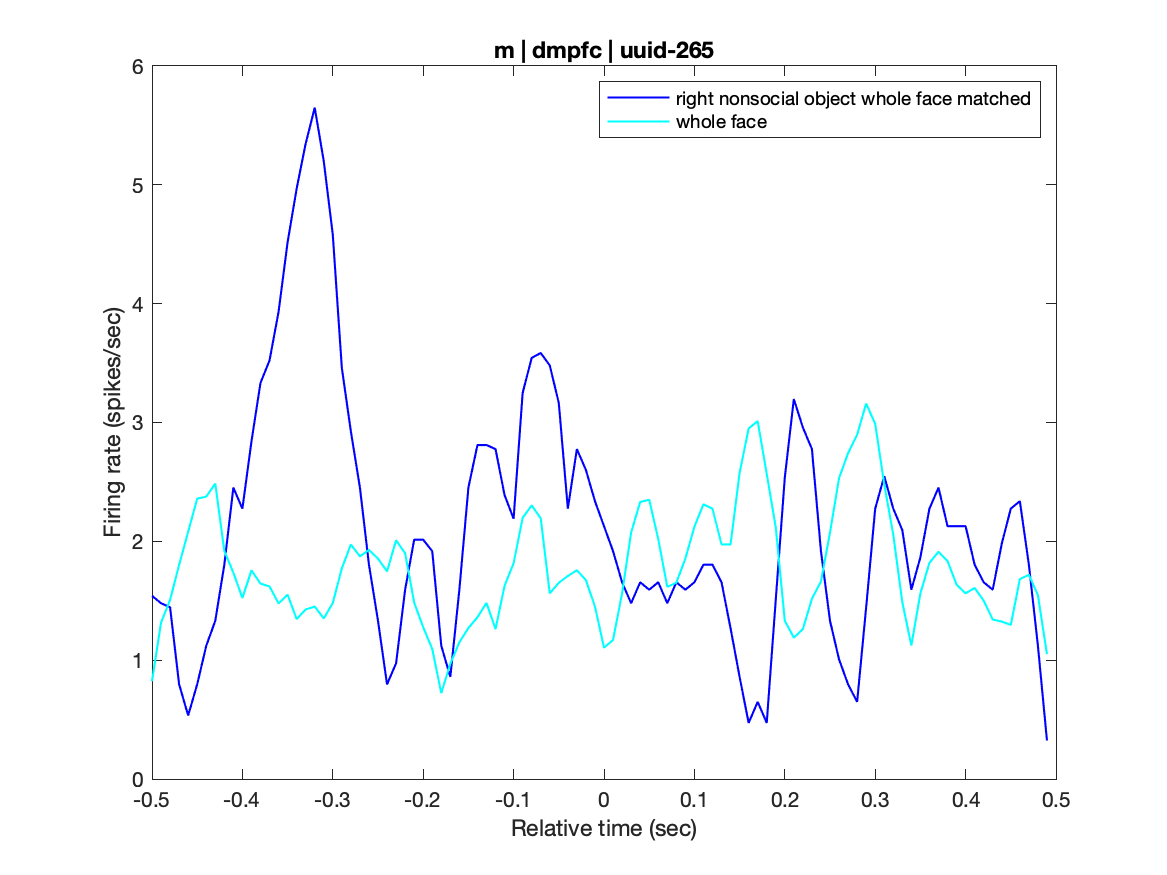 m | dmpfc | uuid-265
right nonsocial object whole face matched
whole face
Firing rate (spikes/sec)
6
5
4
3
2
1
0
-0.5 -0.4 -0.3 -0.2 -0.1 0 0.1 0.2 0.3 0.4 0.5
Relative time (sec)